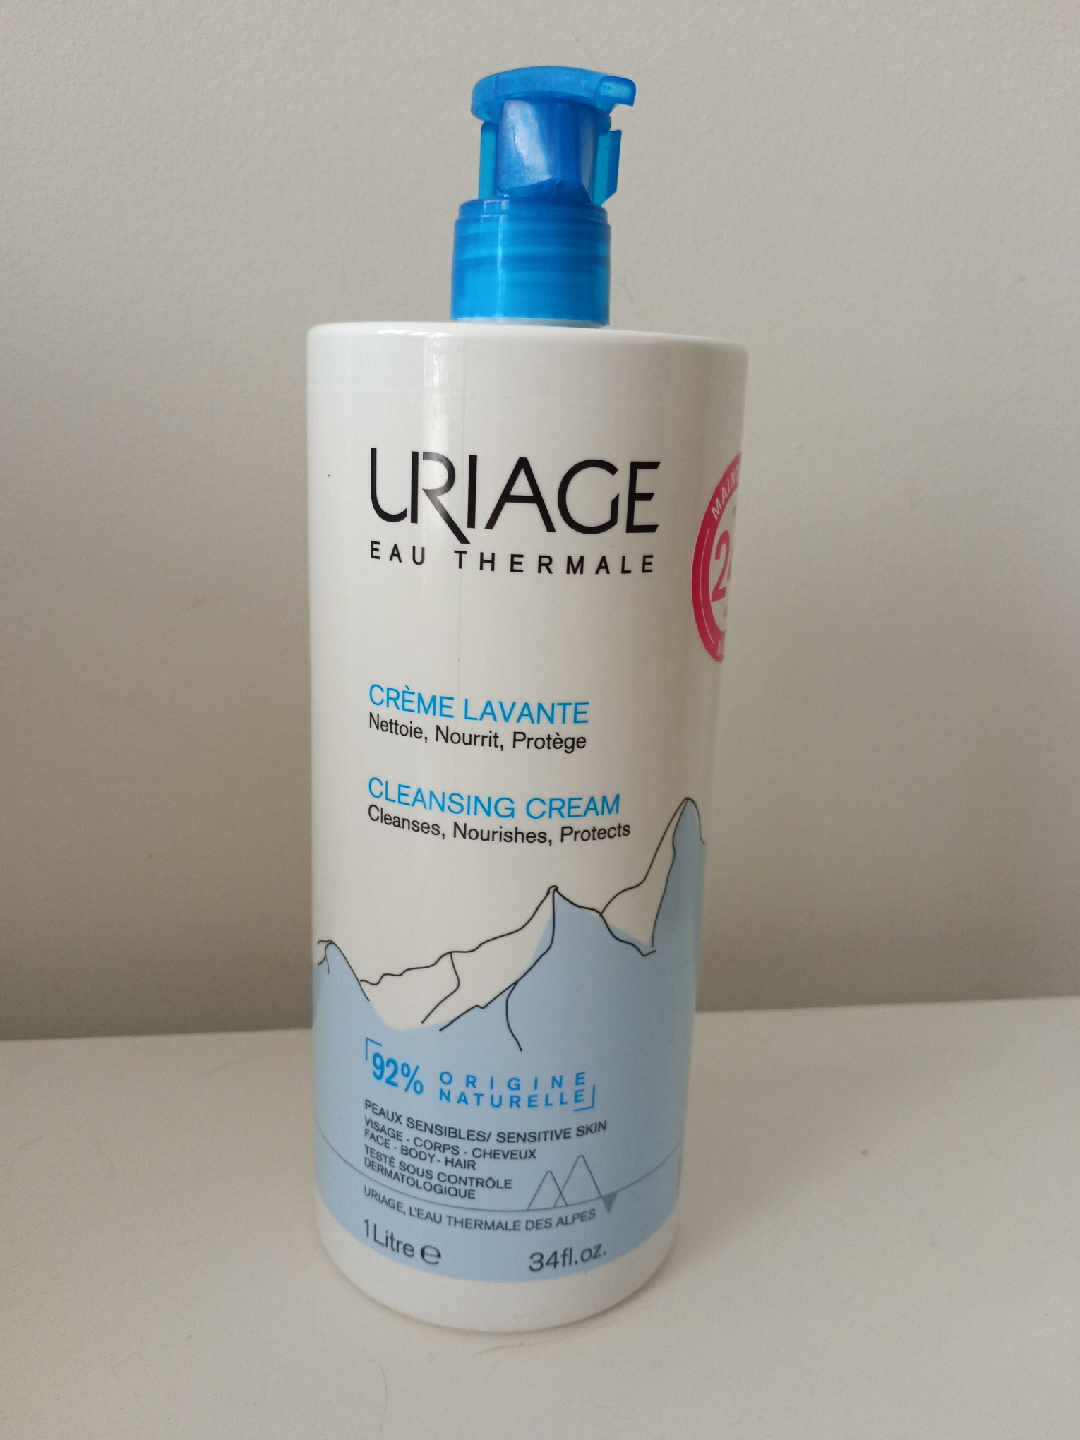 URIAGE
EAU THERMALE
CRÈME LAVANTE
Nettoie, Nourrit, Protège
CLEANSING CREAM
Cleanses, Nourishes, Protects
92% ORIGINE
NATURELLE
PEAUX SENSIBLES/ SENSITIVE SKIN
VISAGE - CORPS - CHEVEUX
FACE - BODY - HAIR
TESTÉ SOUS CONTRÔLE
DERMATOLOGIQUE
URIAGE, L'EAU THERMALE DES ALPES
1 Litre ℮ 34fl.oz.